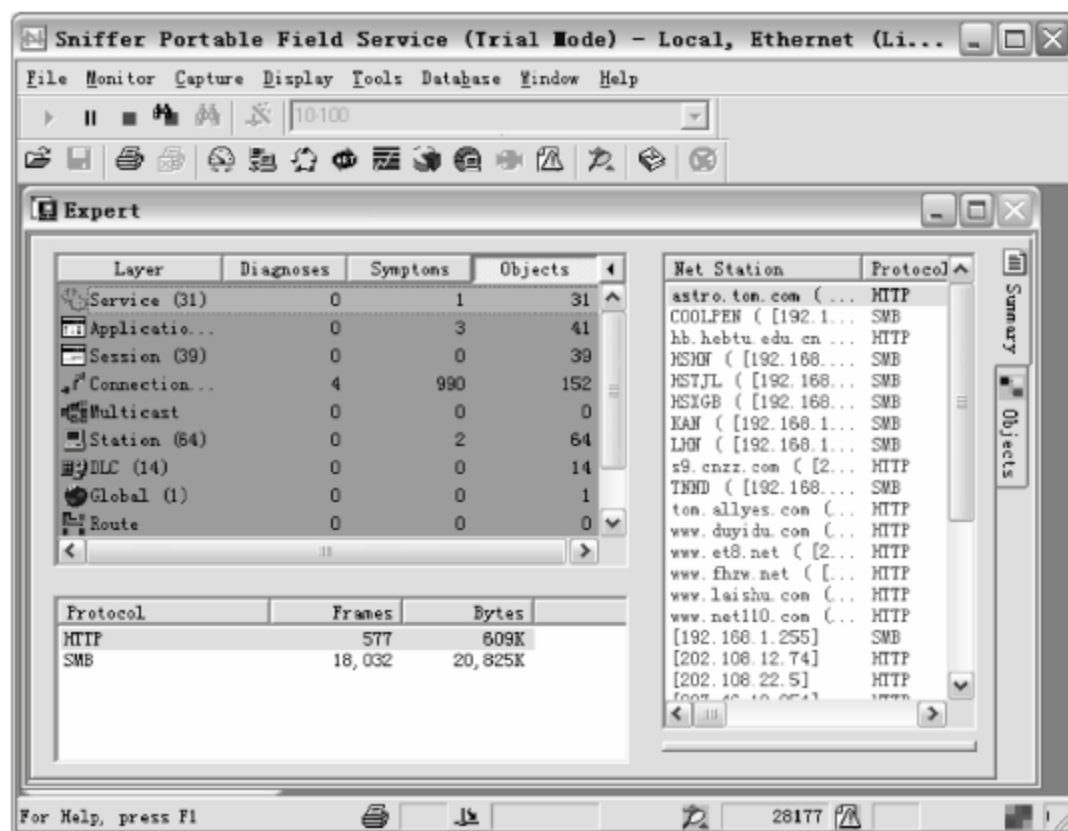 Sniffer Portable Field Service (Trial Mode) - Local, Ethernet (Li...
File Monitor Capture Display Tools Database Window Help
10-100
Expert
Layer Diagnoses Symptoms Objects
Service (31) 0 1 31
Applicatio... 0 3 41
Session (39) 0 0 39
Connection... 4 990 152
Multicast 0 0 0
Station (64) 0 2 64
DLC (14) 0 0 14
Global (1) 0 0 1
Route 0 0 0
Protocol Frames Bytes
HTTP 577 609K
SMB 18,032 20,825K
Net Station Protocol
astro.tom.com (... HTTP
COOLPEN ( [192.1... SMB
hb.hebtu.edu.cn ... HTTP
HSHN ( [192.168.... SMB
HSTJL ( [192.168... SMB
HSXGB ( [192.168... SMB
KAN ( [192.168.1... SMB
LHN ( [192.168.1... SMB
s9.cnzz.com ( [2... HTTP
TNND ( [192.168.... SMB
tom.allyes.com (... HTTP
www.duyidu.com (... HTTP
www.et8.net ( [2... HTTP
www.fhzw.net ( [... HTTP
www.laishu.com (... HTTP
www.net110.com (... HTTP
[192.168.1.255] SMB
[202.108.12.74] HTTP
[202.108.22.5] HTTP
Summary
Objects
For Help, press F1
28177